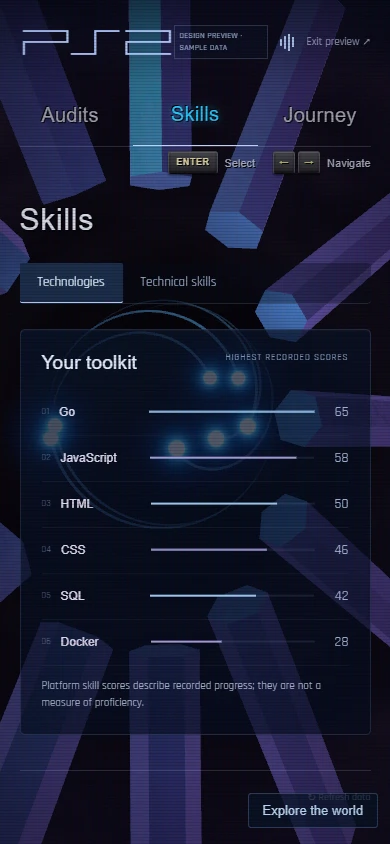 PS2
DESIGN PREVIEW ·
SAMPLE DATA
Exit preview ↗
Audits
Skills
Journey
ENTER
Select
← →
Navigate
Skills
Technologies
Technical skills
Your toolkit
HIGHEST RECORDED SCORES
01 Go 65
02 JavaScript 58
03 HTML 50
04 CSS 46
05 SQL 42
06 Docker 28
Platform skill scores describe recorded progress; they are not a
measure of proficiency.
↻ Refresh data
Explore the world